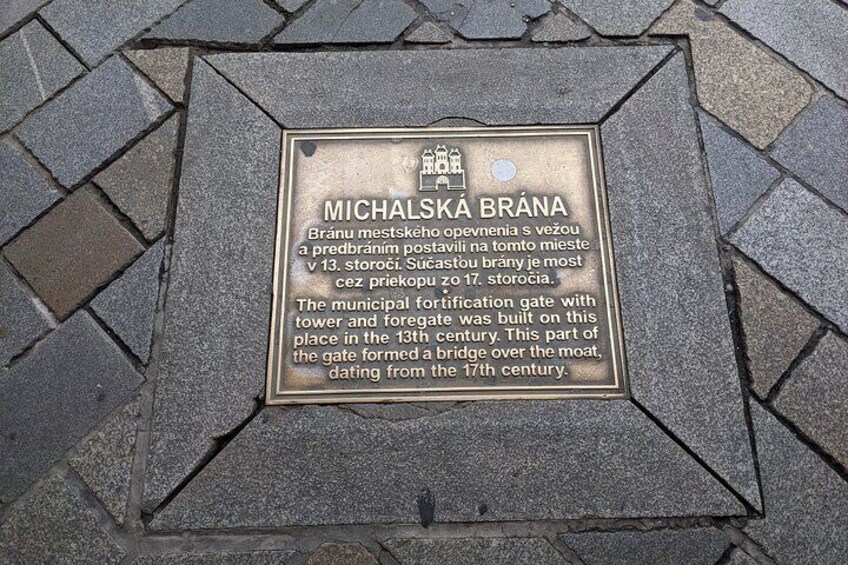 MICHALSKÁ BRÁNA
Bránu mestského opevnenia s vežou
a predbráním postavili na tomto mieste
v 13. storočí. Súčasťou brány je most
cez priekopu zo 17. storočia.
The municipal fortification gate with
tower and foregate was built on this
place in the 13th century. This part of
the gate formed a bridge over the moat,
dating from the 17th century.